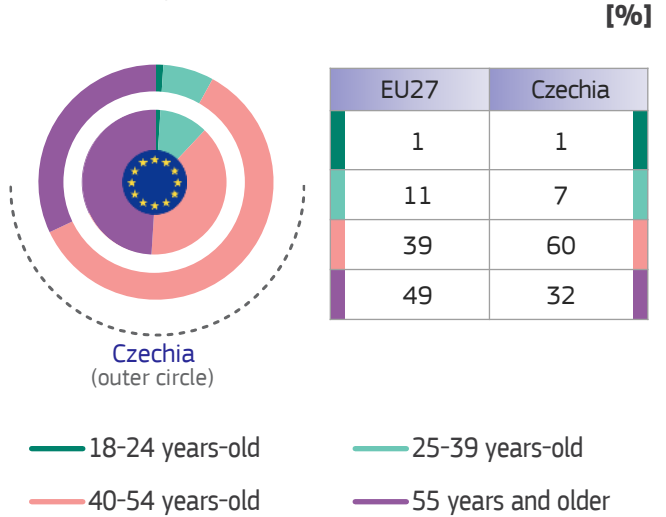 [%]
EU27 Czechia
1 1
11 7
39 60
49 32
Czechia
(outer circle)
18-24 years-old 25-39 years-old
40-54 years-old 55 years and older